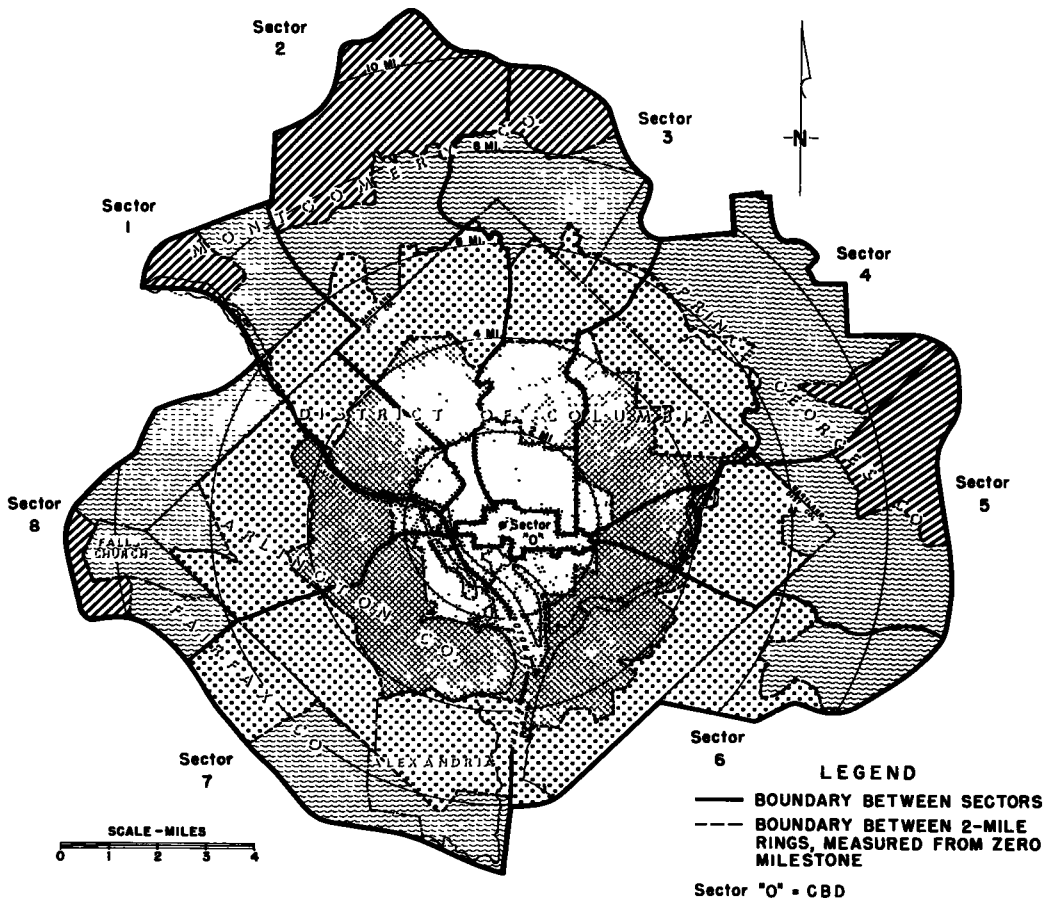 Sector
2
10 MI.
Sector
3
N
8 MI.
MONTGOMERY CO.
Sector
1
6 MI.
Sector
4
PRINCE GEORGES CO.
4 MI.
DISTRICT OF COLUMBIA
2 MI.
Sector
5
Sector
8
Sector
"O"
FALLS
CHURCH
ARLINGTON CO.
FAIRFAX CO.
Sector
7
ALEXANDRIA
Sector
6
LEGEND
BOUNDARY BETWEEN SECTORS
BOUNDARY BETWEEN 2-MILE
RINGS, MEASURED FROM ZERO
MILESTONE
Sector "O" = CBD
SCALE-MILES
0 1 2 3 4